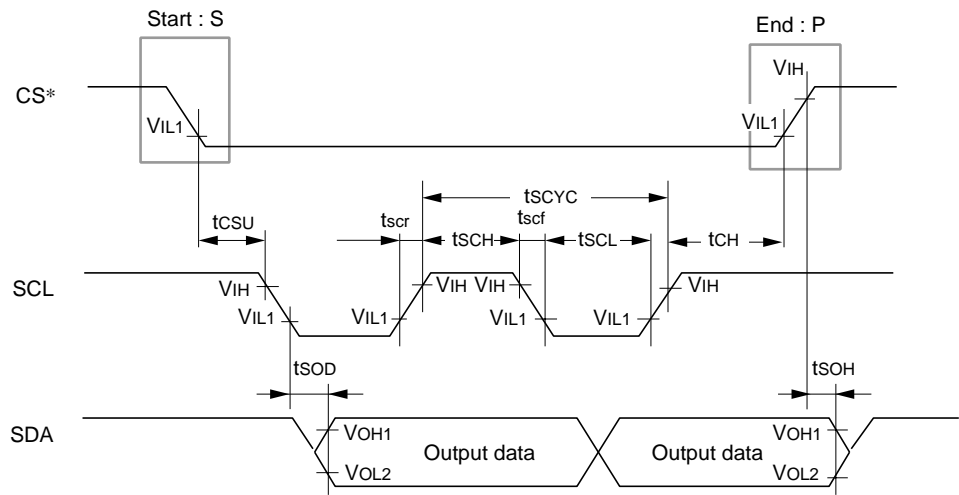 Start : S
End : P
CS*
VIL1
VIL1
VIH
tSCYC
tCSU
tscr
tSCH
tscf
tSCL
tCH
SCL
VIH
VIL1
VIL1
VIH
VIH
VIL1
VIL1
VIH
tSOD
tSOH
SDA
VOH1
VOL2
Output data
Output data
VOH1
VOL2